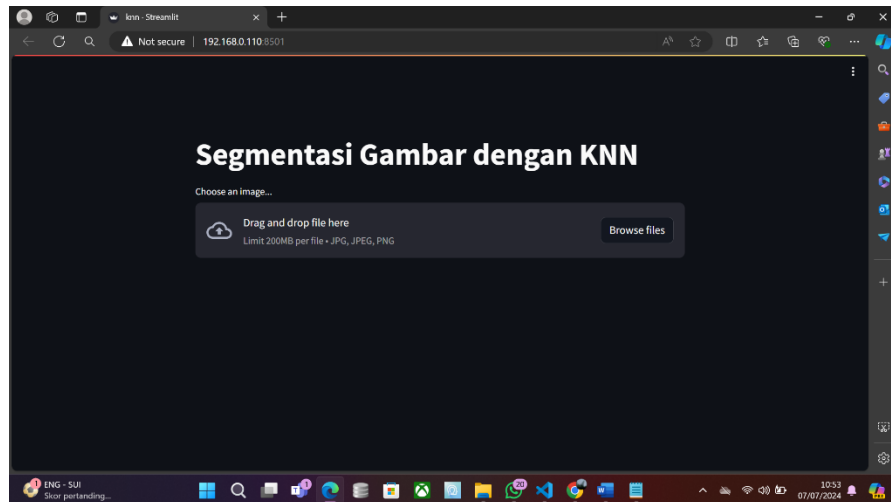 knn · Streamlit
Not secure
192.168.0.110:8501
Segmentasi Gambar dengan KNN
Choose an image...
Drag and drop file here
Limit 200MB per file • JPG, JPEG, PNG
Browse files
ENG - SUI
Skor pertanding...
1
1
20
10:53
07/07/2024